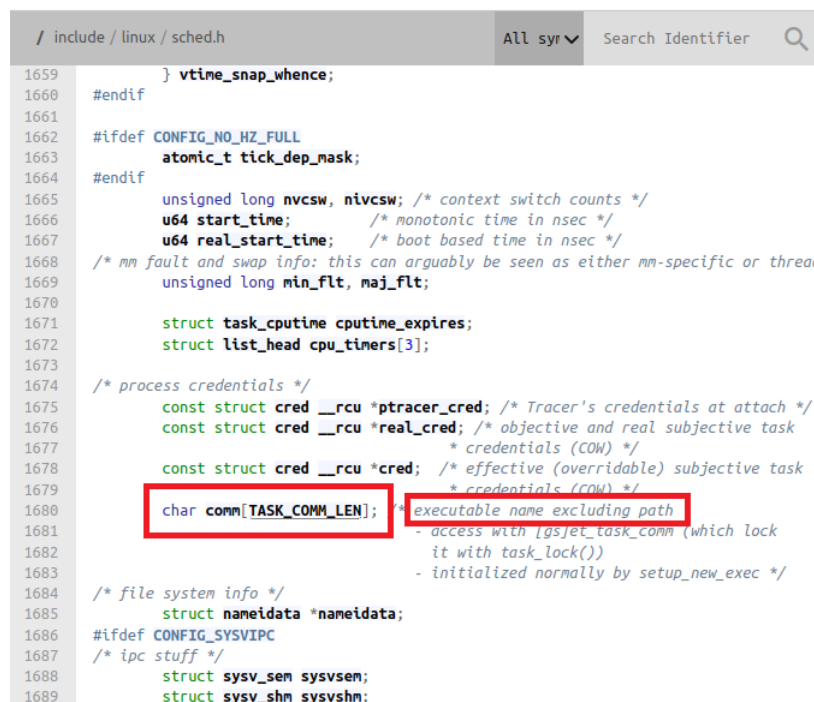 / include / linux / sched.h All syr Search Identifier
1659 } vtime_snap_whence;
1660 #endif
1661
1662 #ifdef CONFIG_NO_HZ_FULL
1663 atomic_t tick_dep_mask;
1664 #endif
1665 unsigned long nvcsw, nivcsw; /* context switch counts */
1666 u64 start_time; /* monotonic time in nsec */
1667 u64 real_start_time; /* boot based time in nsec */
1668 /* mm fault and swap info: this can arguably be seen as either mm-specific or threa
1669 unsigned long min_flt, maj_flt;
1670
1671 struct task_cputime cputime_expires;
1672 struct list_head cpu_timers[3];
1673
1674 /* process credentials */
1675 const struct cred __rcu *ptracer_cred; /* Tracer's credentials at attach */
1676 const struct cred __rcu *real_cred; /* objective and real subjective task
1677 * credentials (COW) */
1678 const struct cred __rcu *cred; /* effective (overridable) subjective task
1679 * credentials (COW) */
1680 char comm[TASK_COMM_LEN]; /* executable name excluding path
1681 - access with [gs]et_task_comm (which lock
1682 it with task_lock())
1683 - initialized normally by setup_new_exec */
1684 /* file system info */
1685 struct nameidata *nameidata;
1686 #ifdef CONFIG_SYSVIPC
1687 /* ipc stuff */
1688 struct sysv_sem sysvsem;
1689 struct sysv_shm sysvshm;